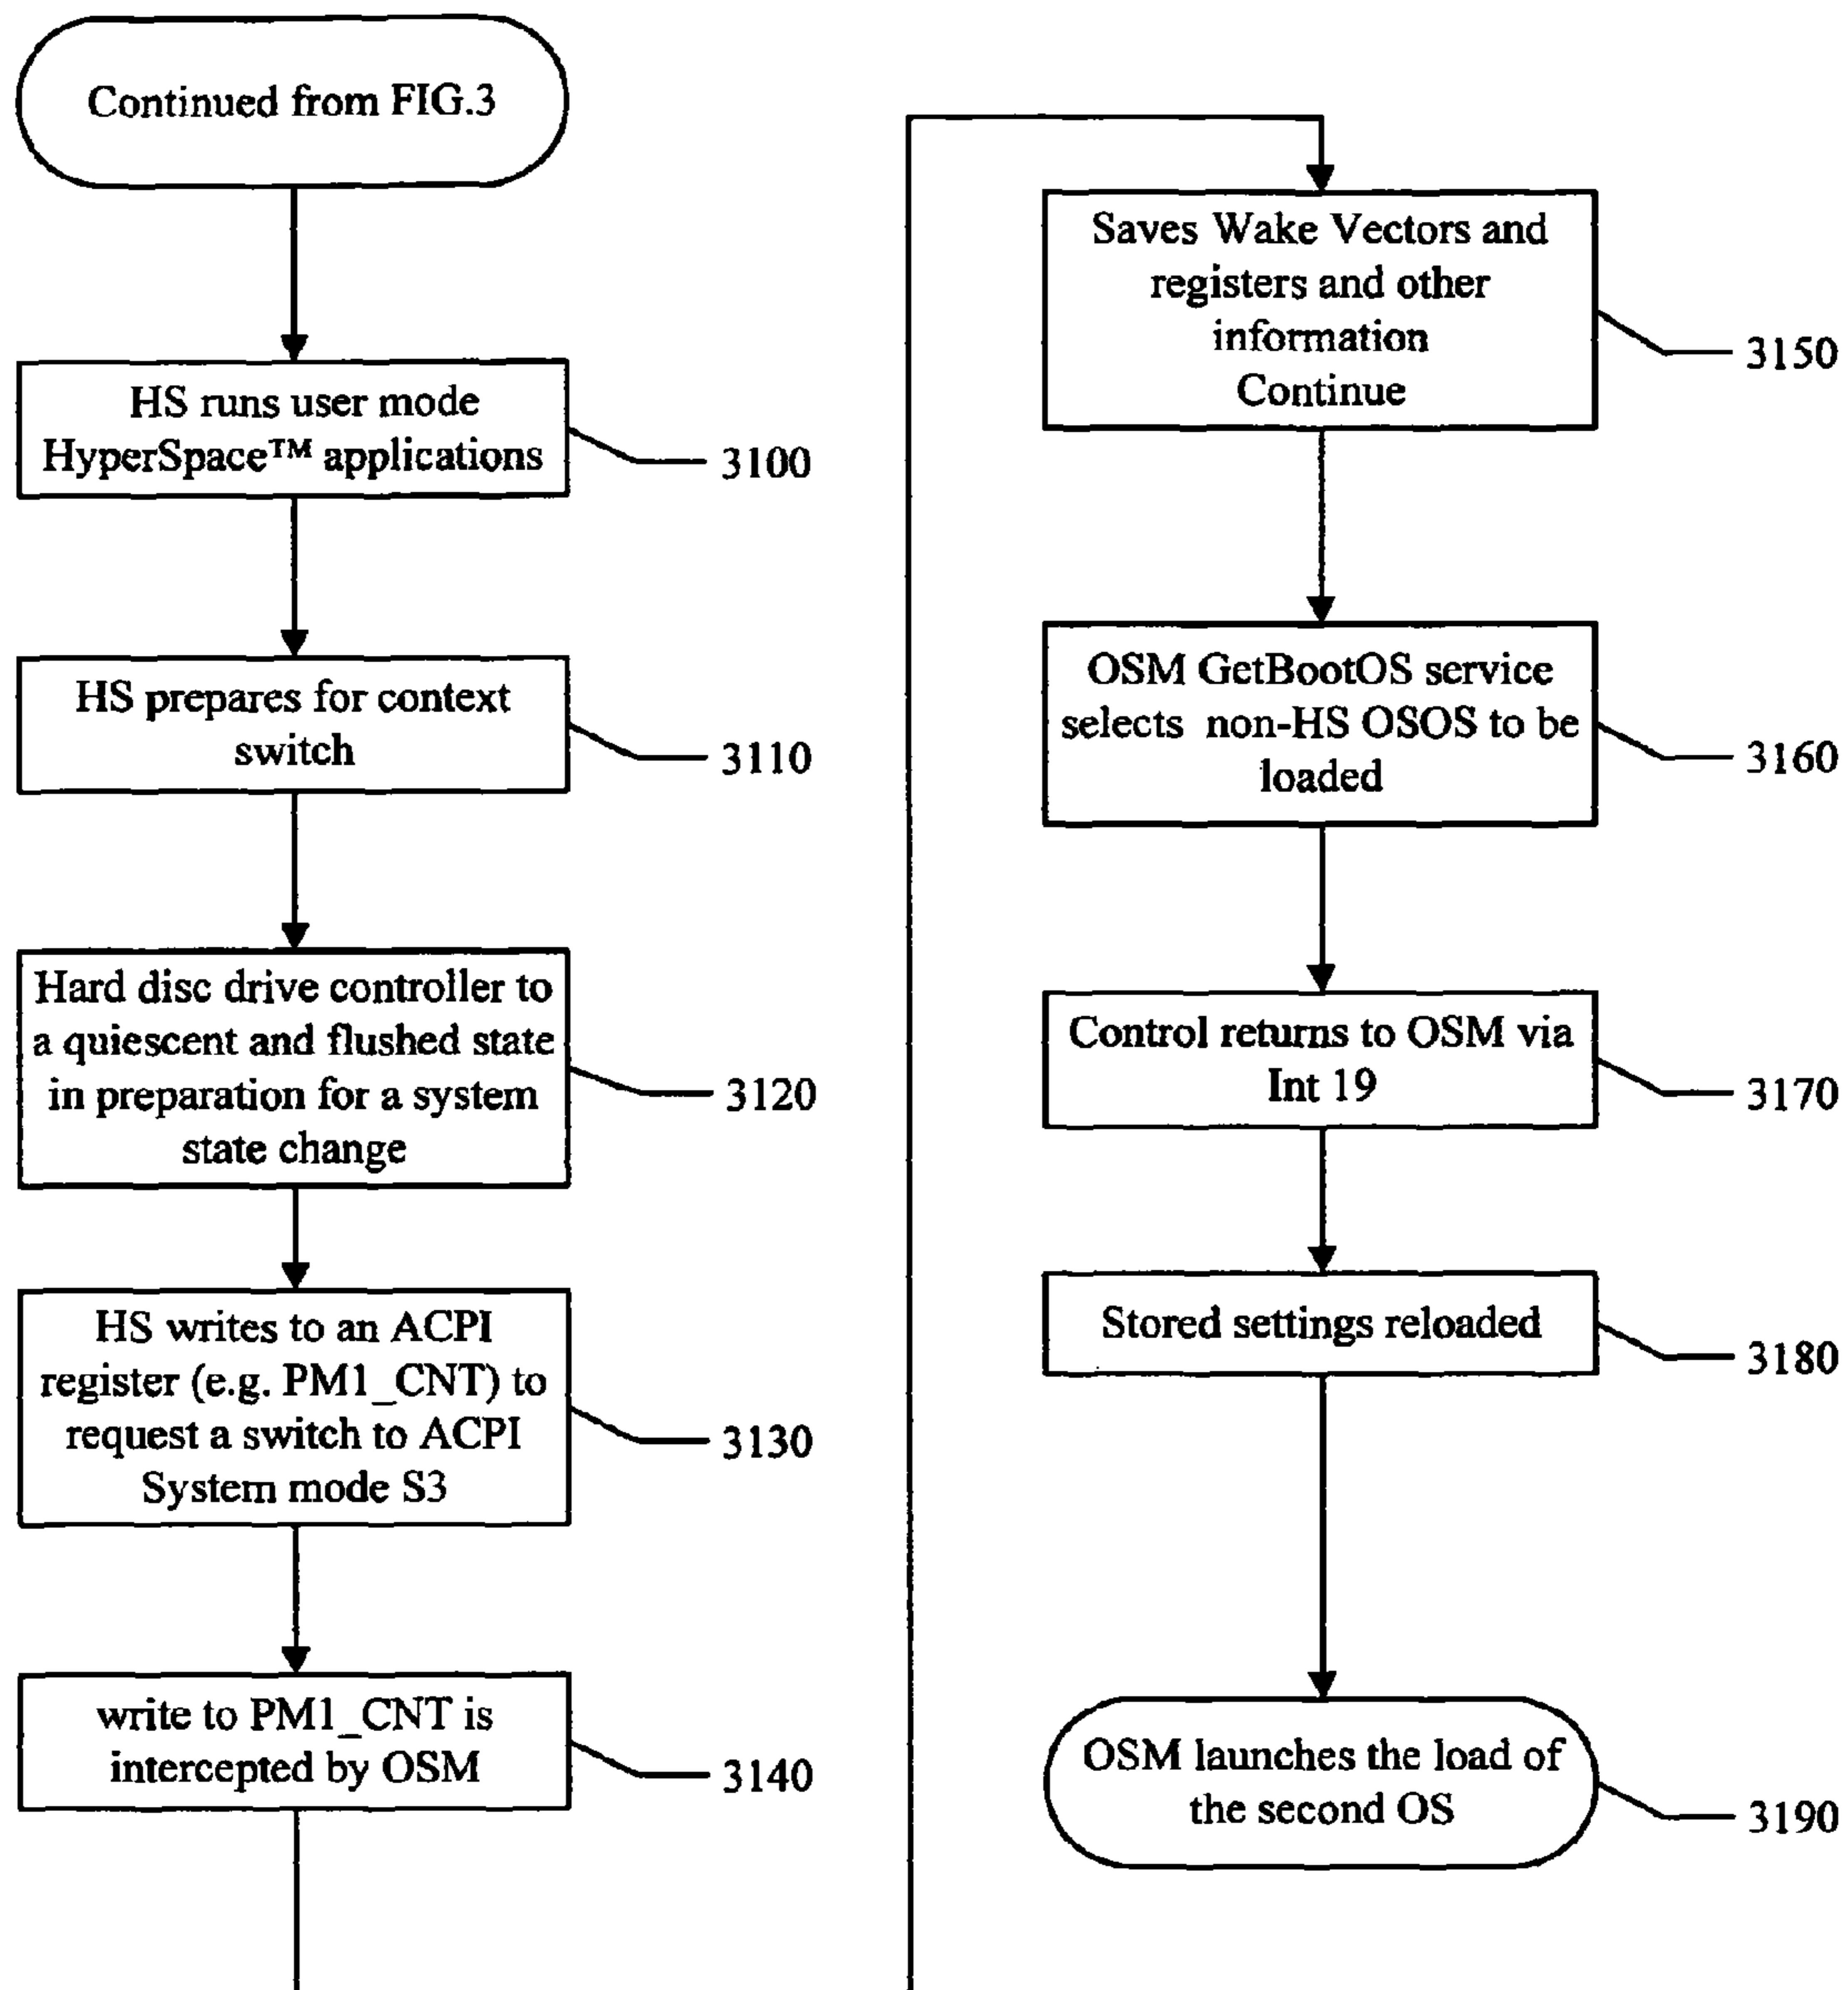 Continued from FIG.3
HS runs user mode
HyperSpace™ applications
3100
HS prepares for context
switch
3110
Hard disc drive controller to
a quiescent and flushed state
in preparation for a system
state change
3120
HS writes to an ACPI
register (e.g. PM1_CNT) to
request a switch to ACPI
System mode S3
3130
write to PM1_CNT is
intercepted by OSM
3140
Saves Wake Vectors and
registers and other
information
Continue
3150
OSM GetBootOS service
selects non-HS OSOS to be
loaded
3160
Control returns to OSM via
Int 19
3170
Stored settings reloaded
3180
OSM launches the load of
the second OS
3190